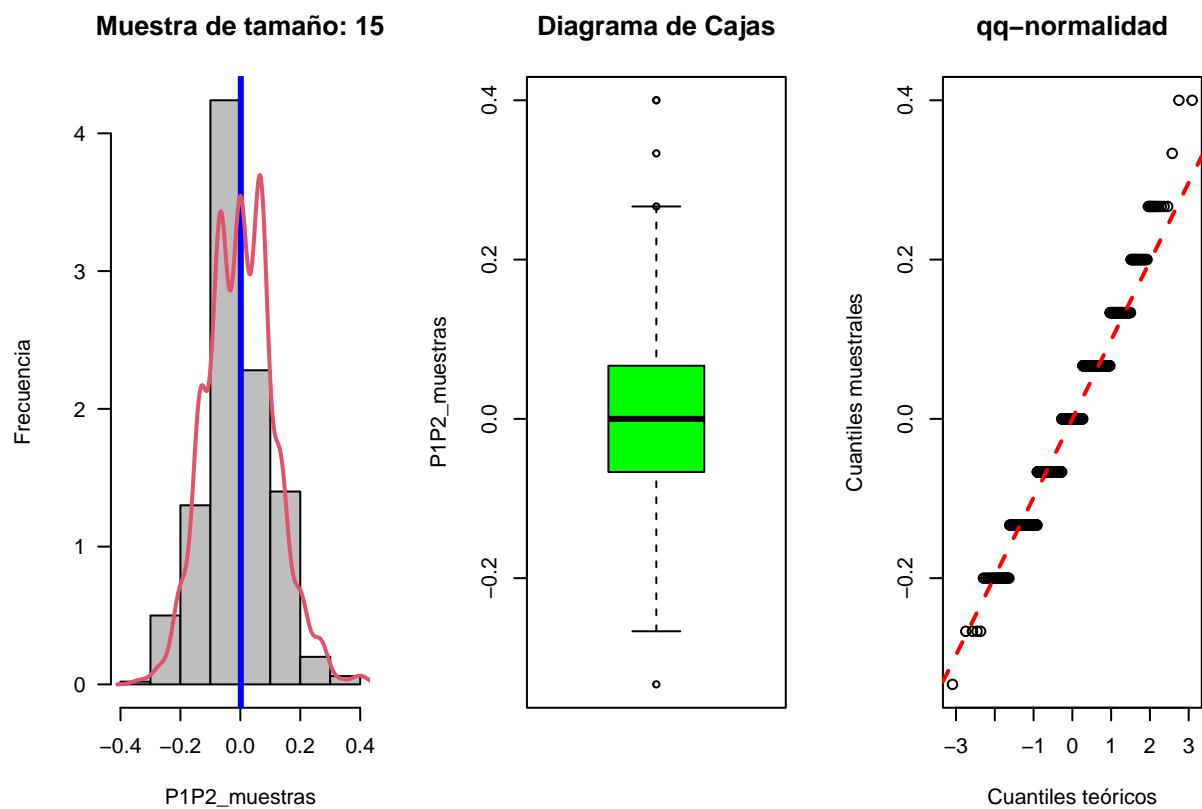 Muestra de tamaño: 15
Frecuencia
4
3
2
1
0
−0.4 −0.2 0.0 0.2 0.4
P1P2_muestras
Diagrama de Cajas
P1P2_muestras
0.4
0.2
0.0
−0.2
qq−normalidad
Cuantiles muestrales
0.4
0.2
0.0
−0.2
−3 −1 0 1 2 3
Cuantiles teóricos